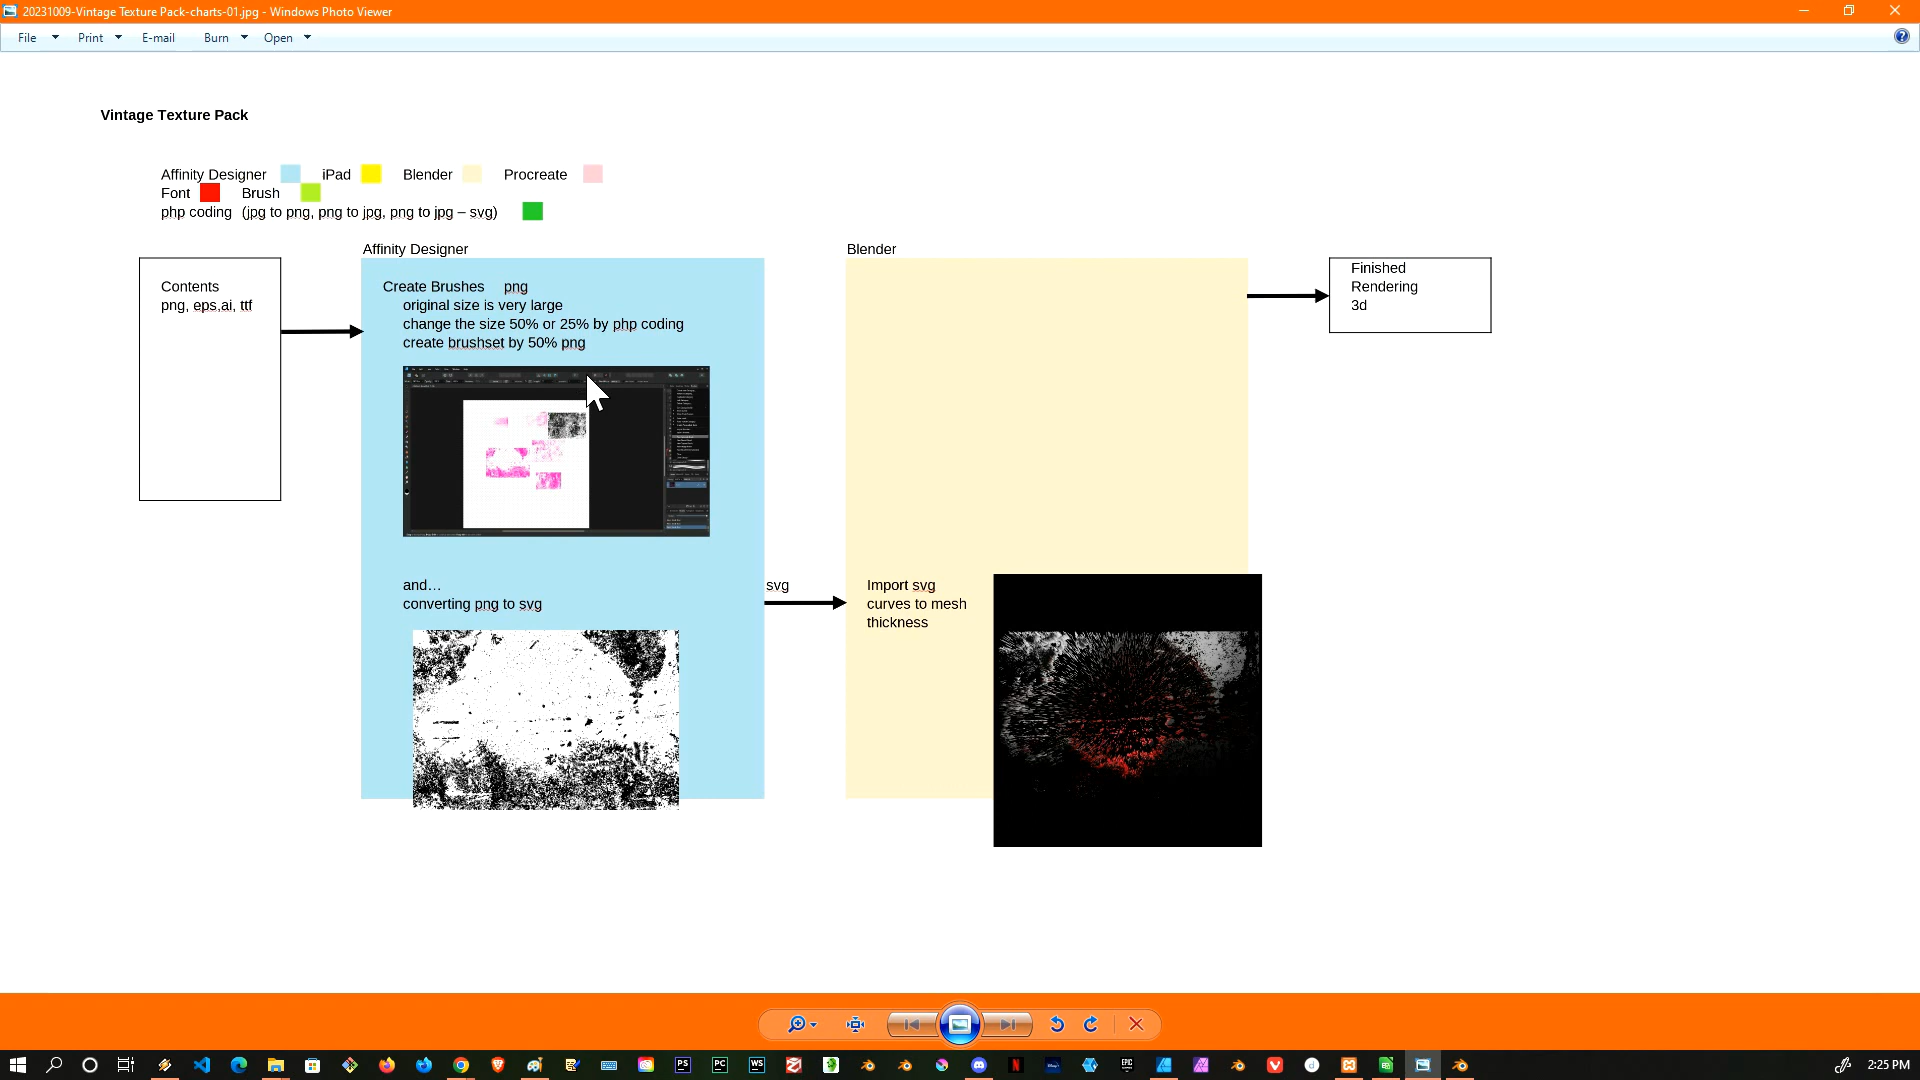 20231009-Vintage Texture Pack-charts-01.jpg - Windows Photo Viewer
File Print E-mail Burn Open
Vintage Texture Pack
Affinity Designer iPad Blender Procreate
Font Brush
php coding (jpg to png, png to jpg, png to jpg – svg)
Affinity Designer
Blender
Contents
png, eps,ai, ttf
Create Brushes png
original size is very large
change the size 50% or 25% by php coding
create brushset by 50% png
Finished
Rendering
3d
and…
converting png to svg
svg
Import svg
curves to mesh
thickness
PS
PC
WS
EPIC
2:25 PM